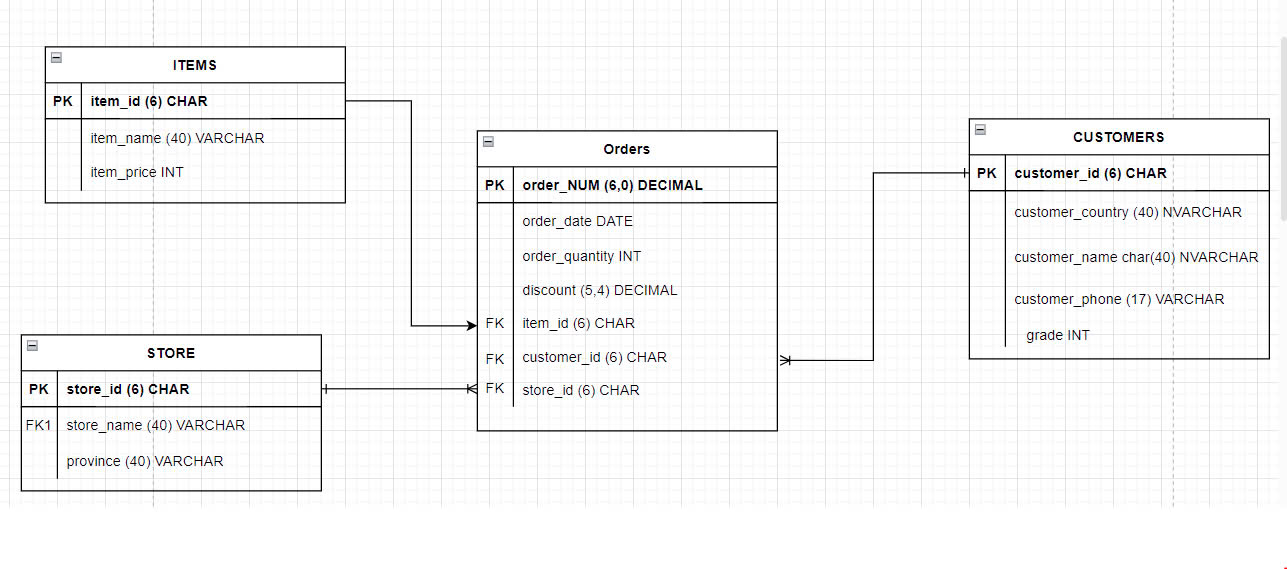 ITEMS
PK item_id (6) CHAR
item_name (40) VARCHAR
item_price INT
Orders
PK order_NUM (6,0) DECIMAL
order_date DATE
order_quantity INT
discount (5,4) DECIMAL
FK item_id (6) CHAR
FK customer_id (6) CHAR
FK store_id (6) CHAR
CUSTOMERS
PK customer_id (6) CHAR
customer_country (40) NVARCHAR
customer_name char(40) NVARCHAR
customer_phone (17) VARCHAR
grade INT
STORE
PK store_id (6) CHAR
FK1 store_name (40) VARCHAR
province (40) VARCHAR